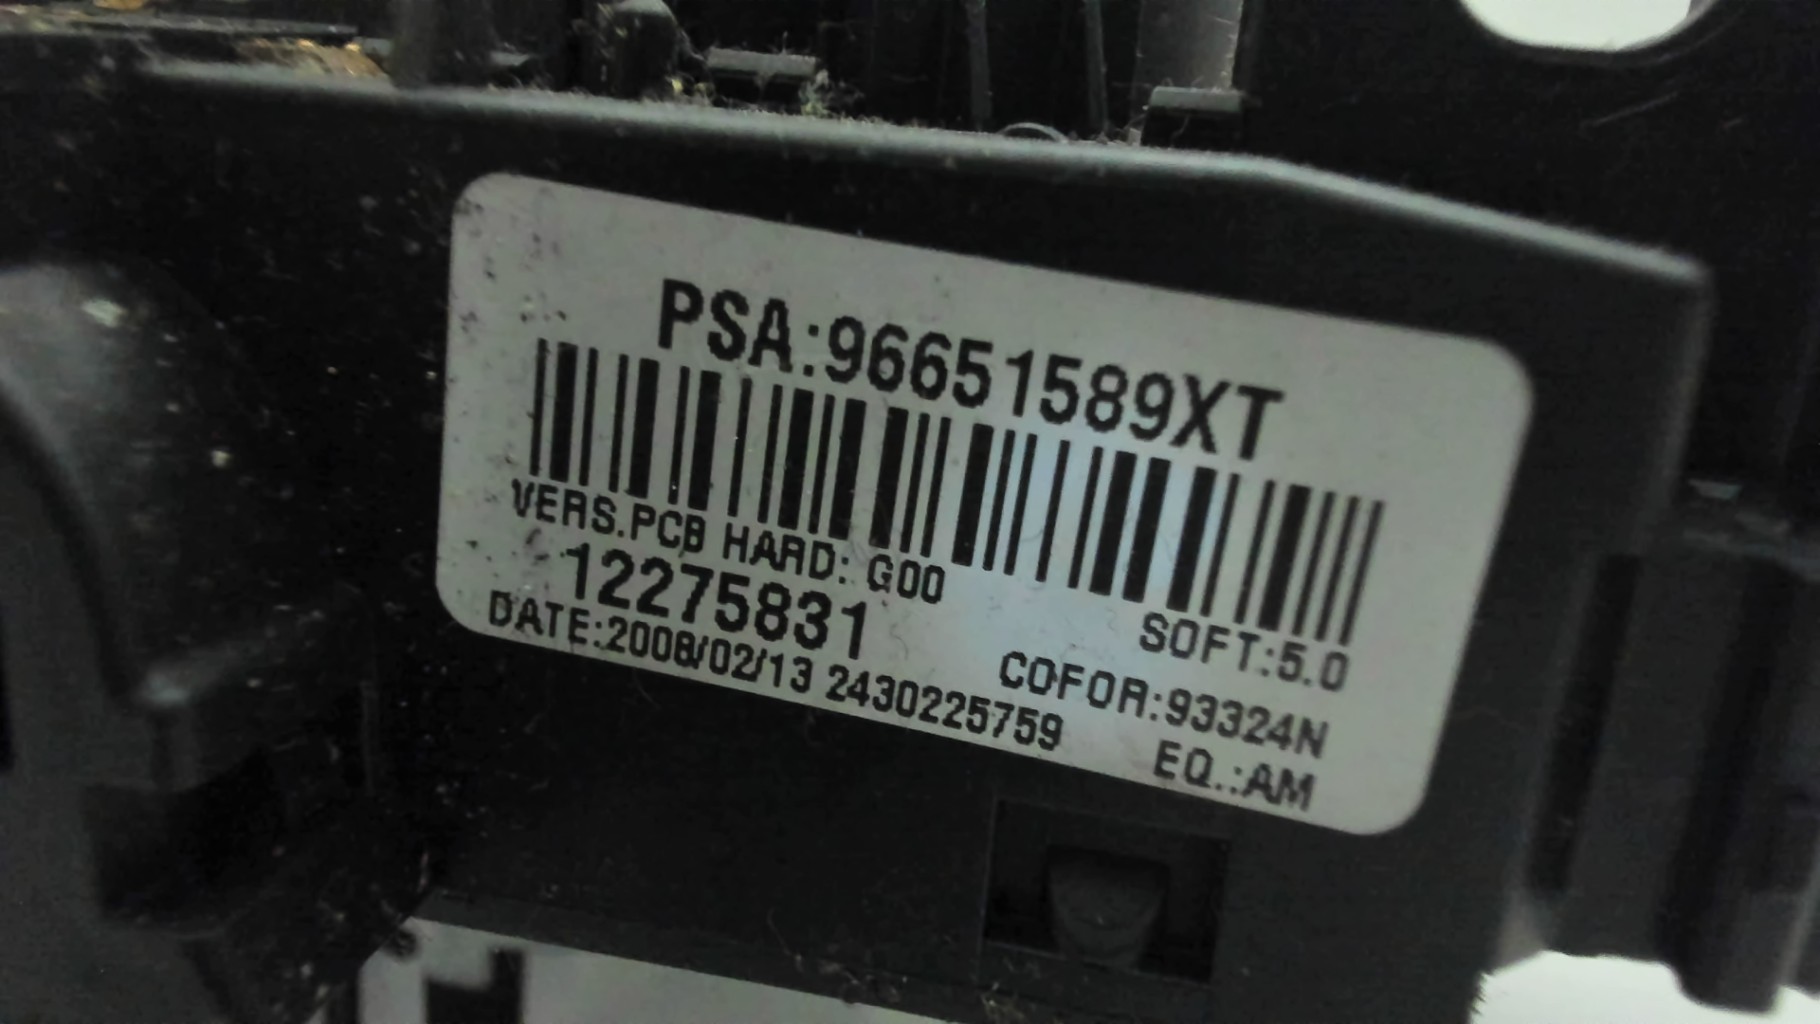 PSA:96651589XT
VERS.PCB HARD: G00
SOFT:5.0
12275831
COFOR:93324N
DATE:2008/02/13 2430225759
EQ.:AM